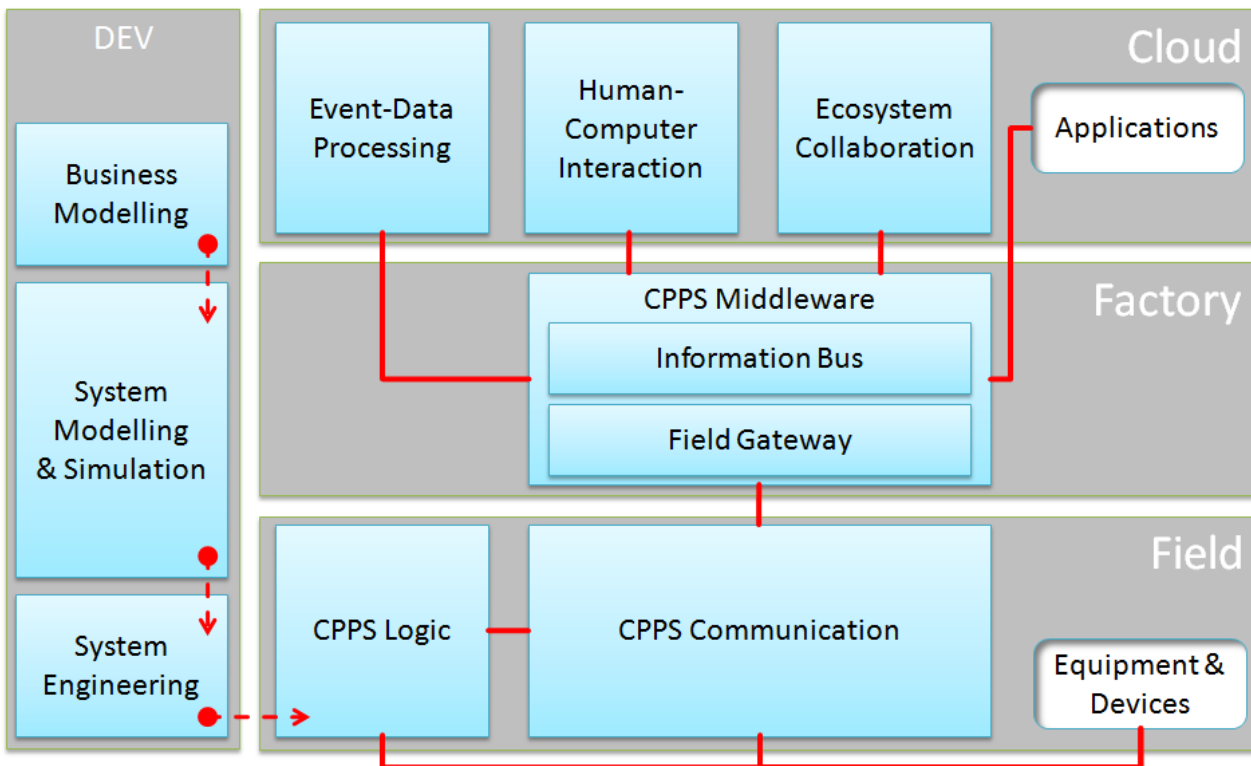 DEV
Business
Modelling
System
Modelling
& Simulation
System
Engineering
Cloud
Event-Data
Processing
Human-
Computer
Interaction
Ecosystem
Collaboration
Applications
Factory
CPPS Middleware
Information Bus
Field Gateway
Field
CPPS Logic
CPPS Communication
Equipment &
Devices